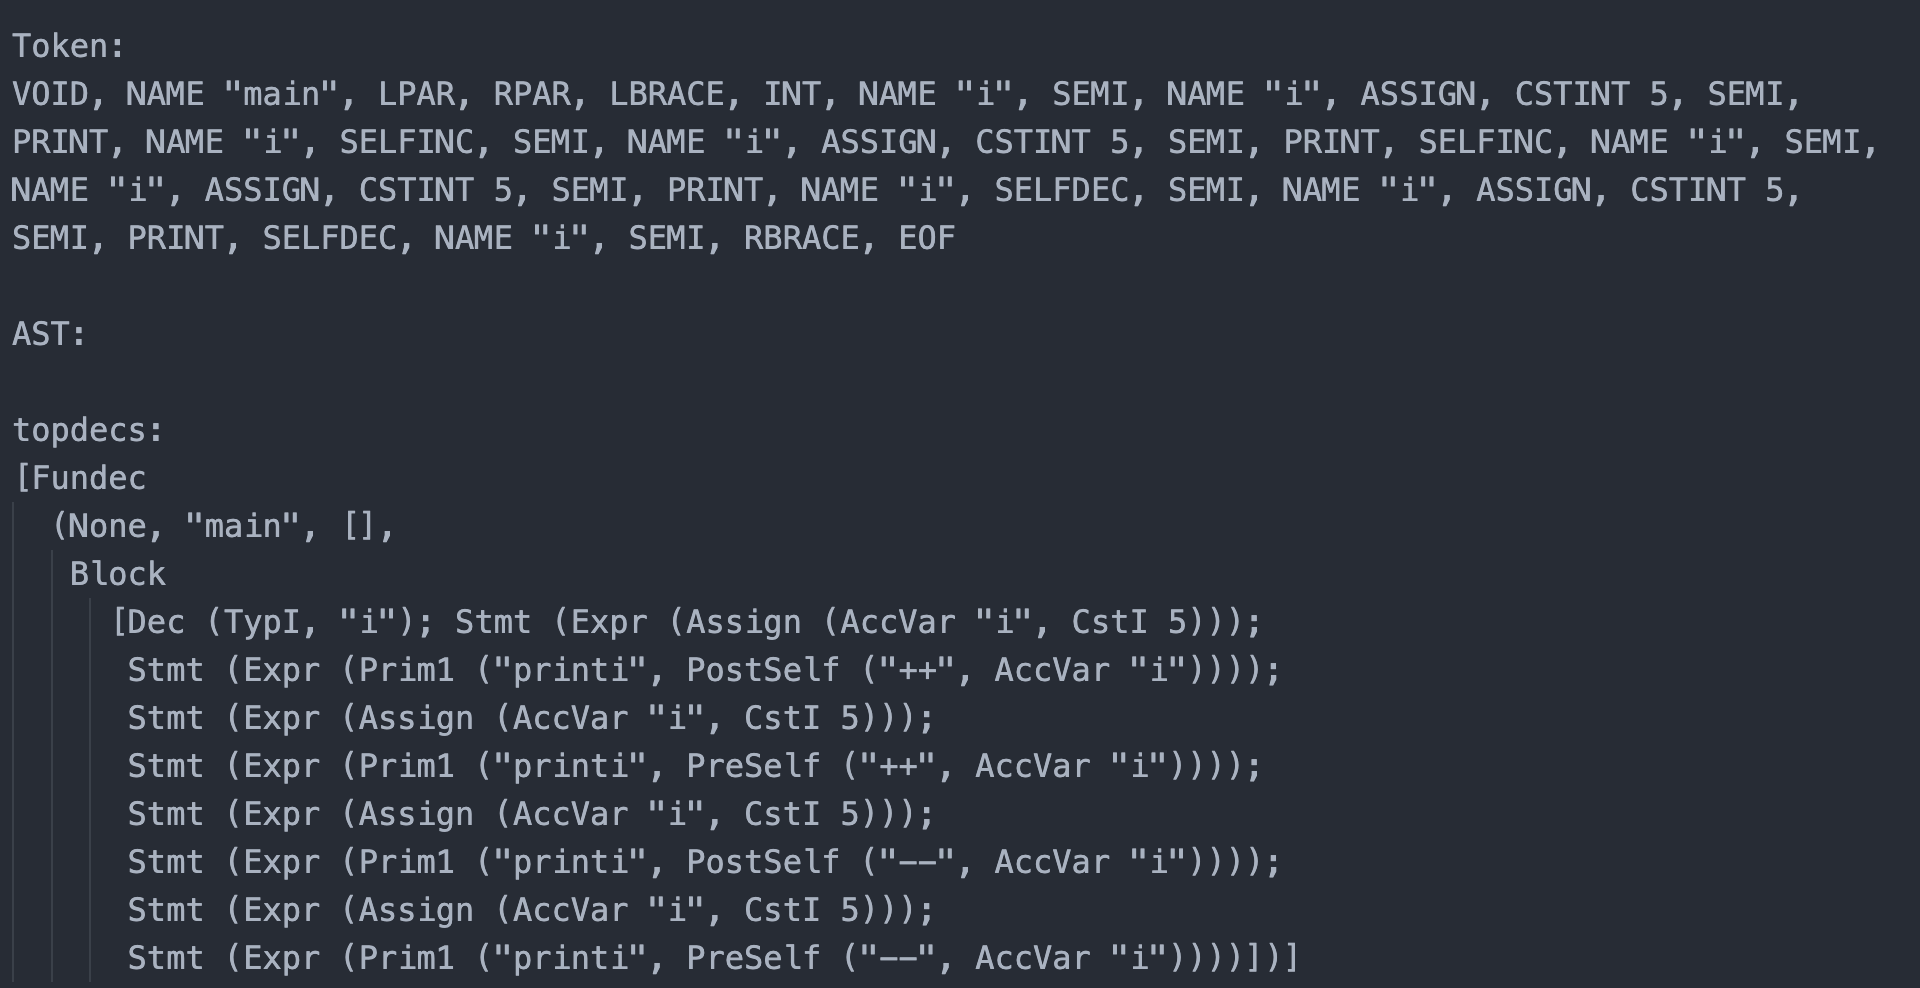 Token:
VOID, NAME "main", LPAR, RPAR, LBRACE, INT, NAME "i", SEMI, NAME "i", ASSIGN, CSTINT 5, SEMI,
PRINT, NAME "i", SELFINC, SEMI, NAME "i", ASSIGN, CSTINT 5, SEMI, PRINT, SELFINC, NAME "i", SEMI,
NAME "i", ASSIGN, CSTINT 5, SEMI, PRINT, NAME "i", SELFDEC, SEMI, NAME "i", ASSIGN, CSTINT 5,
SEMI, PRINT, SELFDEC, NAME "i", SEMI, RBRACE, EOF
AST:
topdecs:
[Fundec
(None, "main", [],
Block
[Dec (TypI, "i"); Stmt (Expr (Assign (AccVar "i", CstI 5)));
Stmt (Expr (Prim1 ("printi", PostSelf ("++", AccVar "i"))));
Stmt (Expr (Assign (AccVar "i", CstI 5)));
Stmt (Expr (Prim1 ("printi", PreSelf ("++", AccVar "i"))));
Stmt (Expr (Assign (AccVar "i", CstI 5)));
Stmt (Expr (Prim1 ("printi", PostSelf ("--", AccVar "i"))));
Stmt (Expr (Assign (AccVar "i", CstI 5)));
Stmt (Expr (Prim1 ("printi", PreSelf ("--", AccVar "i"))))])]